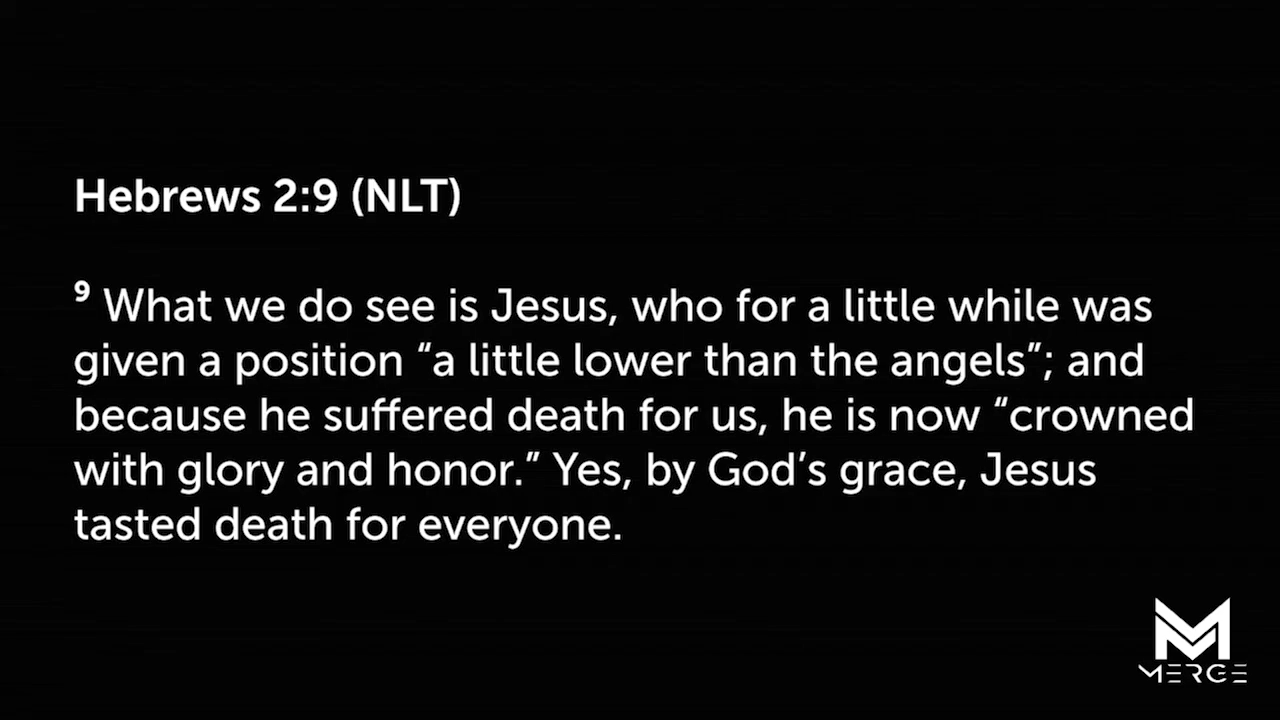 Hebrews 2:9 (NLT)
⁹ What we do see is Jesus, who for a little while was
given a position “a little lower than the angels”; and
because he suffered death for us, he is now “crowned
with glory and honor.” Yes, by God’s grace, Jesus
tasted death for everyone.
MERGE